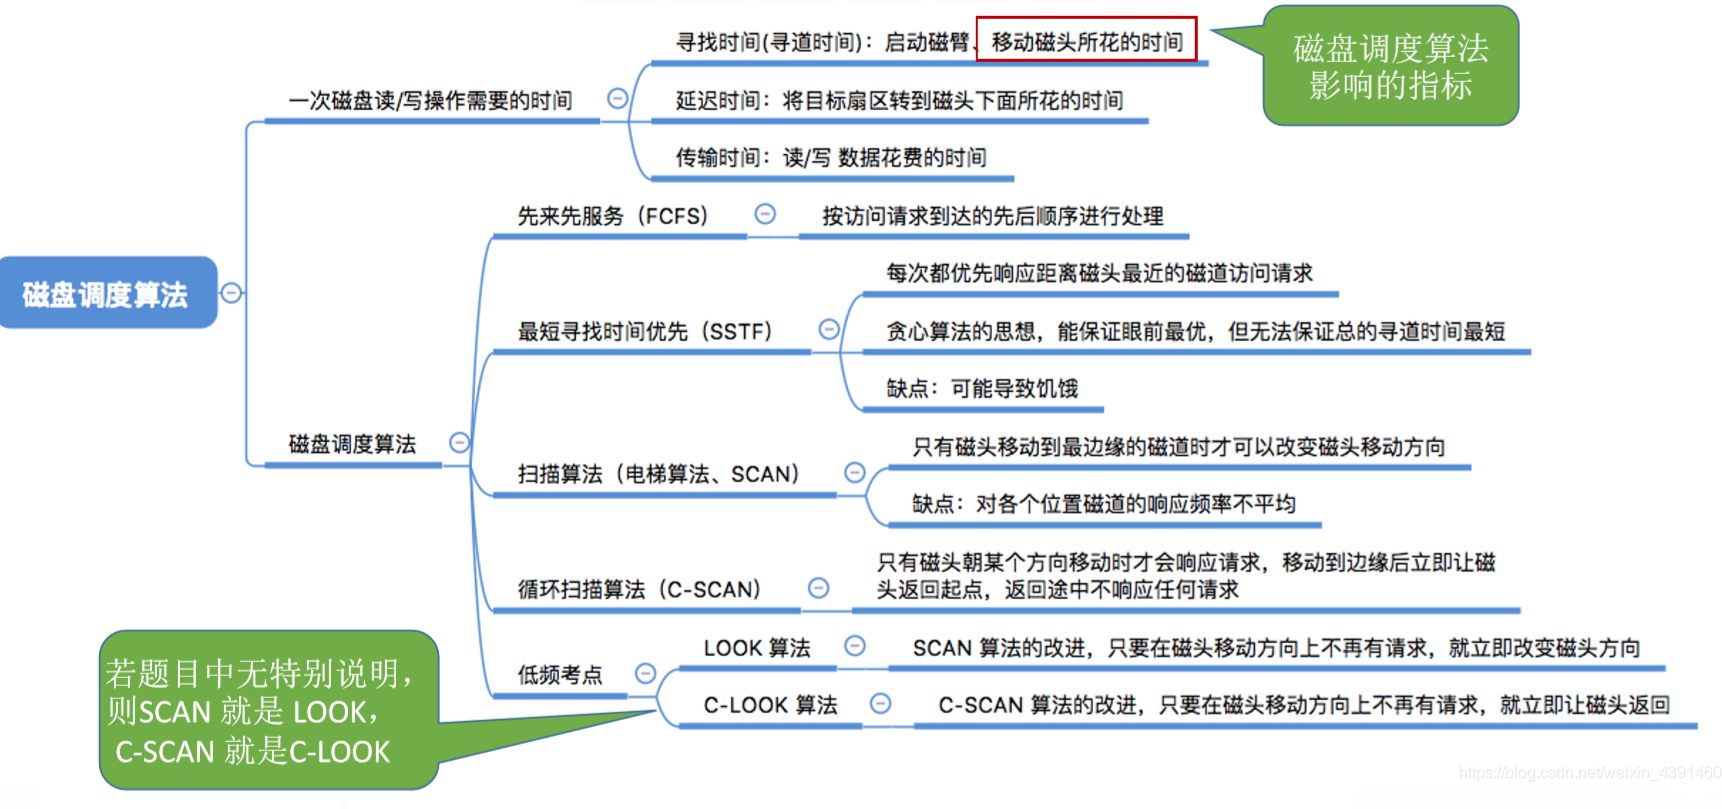 寻找时间(寻道时间)：启动磁臂、移动磁头所花的时间
磁盘调度算法
影响的指标
一次磁盘读/写操作需要的时间
延迟时间：将目标扇区转到磁头下面所花的时间
传输时间：读/写 数据花费的时间
先来先服务（FCFS）
按访问请求到达的先后顺序进行处理
磁盘调度算法
每次都优先响应距离磁头最近的磁道访问请求
最短寻找时间优先（SSTF）
贪心算法的思想，能保证眼前最优，但无法保证总的寻道时间最短
缺点：可能导致饥饿
磁盘调度算法
扫描算法（电梯算法、SCAN）
只有磁头移动到最边缘的磁道时才可以改变磁头移动方向
缺点：对各个位置磁道的响应频率不平均
循环扫描算法（C-SCAN）
只有磁头朝某个方向移动时才会响应请求，移动到边缘后立即让磁
头返回起点，返回途中不响应任何请求
低频考点
LOOK 算法
SCAN 算法的改进，只要在磁头移动方向上不再有请求，就立即改变磁头方向
C-LOOK 算法
C-SCAN 算法的改进，只要在磁头移动方向上不再有请求，就立即让磁头返回
若题目中无特别说明，
则SCAN 就是 LOOK，
C-SCAN 就是C-LOOK
https://blog.csdn.net/weixin_4391460